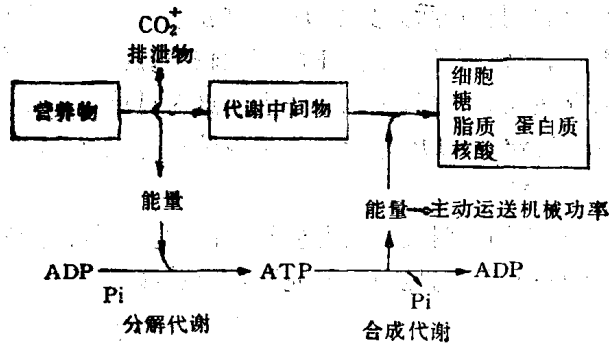 CO₂⁺
排泄物
营养物
代谢中间物
细胞
糖
脂质 蛋白质
核酸
能量
能量 主动运送机械功率
ADP
ATP
ADP
Pi
Pi
分解代谢
合成代谢